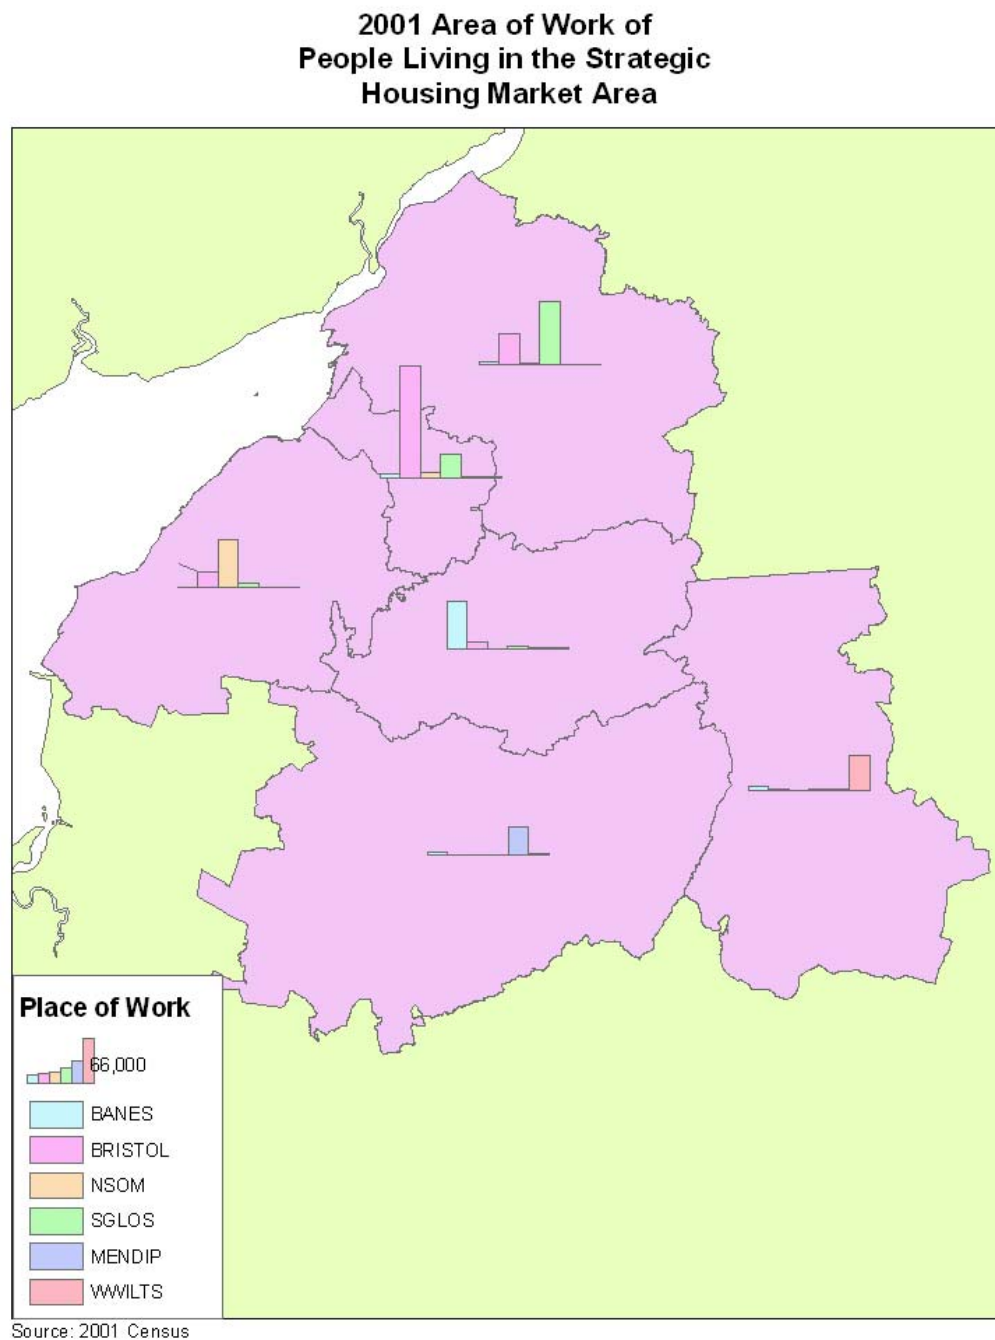 2001 Area of Work of
People Living in the Strategic
Housing Market Area
Place of Work
66,000
BANES
BRISTOL
NSOM
SGLOS
MENDIP
WWILTS
Source: 2001 Census